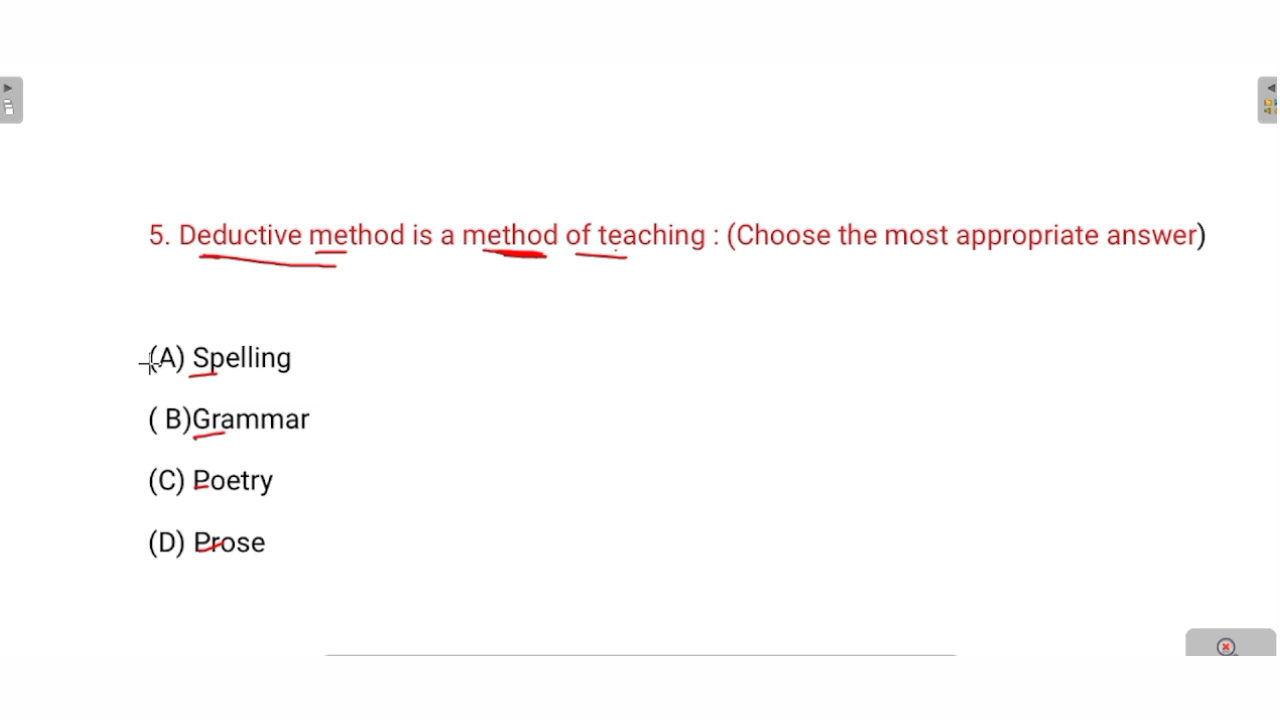 5. Deductive method is a method of teaching : (Choose the most appropriate answer)
(A) Spelling
( B)Grammar
(C) Poetry
(D) Prose